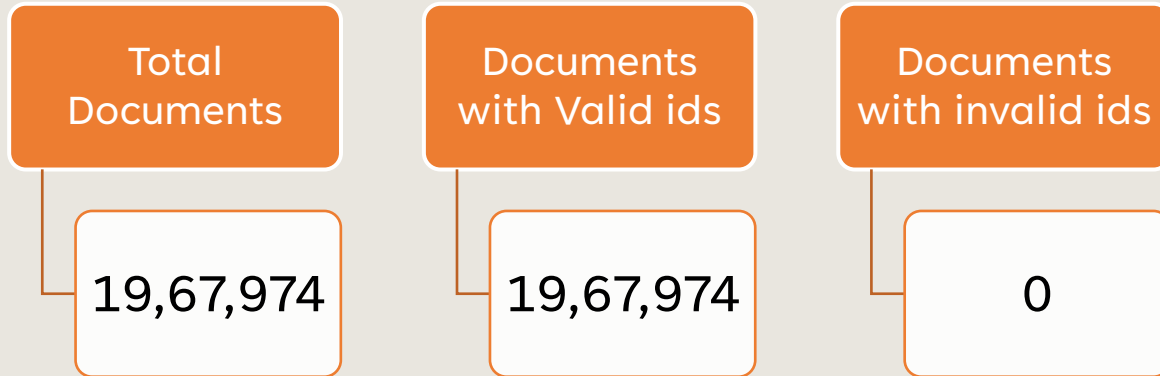 Total
Documents
19,67,974
Documents
with Valid ids
19,67,974
Documents
with invalid ids
0